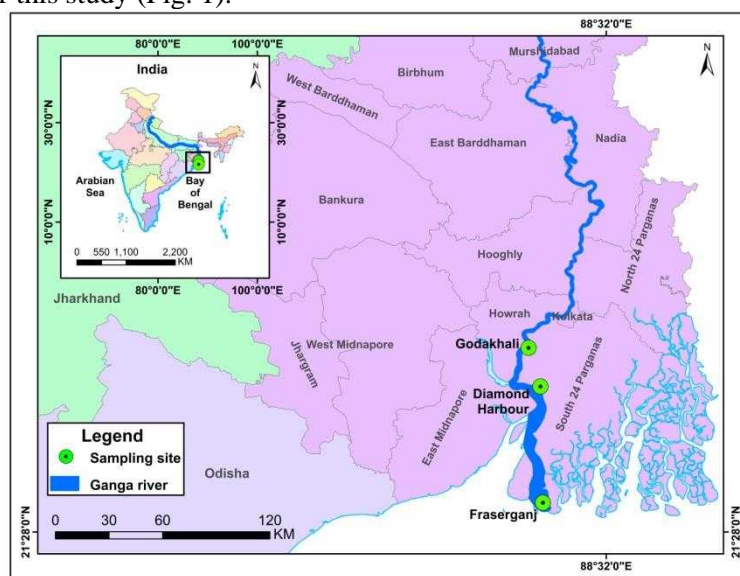 r this study (Fig. 1).
88°32'0"E
80°0'0"E
100°0'0"E
India
N
30°0'0"N
10°0'0"N
Arabian
Sea
Bay
of
Bengal
0 550 1,100 2,200
KM
80°0'0"E
100°0'0"E
30°0'0"N
10°0'0"N
N
Murshidabad
Birbhum
West Barddhaman
East Barddhaman
Nadia
Bankura
Hooghly
North 24 Parganas
Jharkhand
Howrah
Kolkata
Godakhali
West Midnapore
Jhargram
Diamond
Harbour
South 24 Parganas
East Midnapore
Legend
Sampling site
Ganga river
Odisha
Fraserganj
0 30 60 120
KM
21°28'0"N
21°28'0"N
88°32'0"E